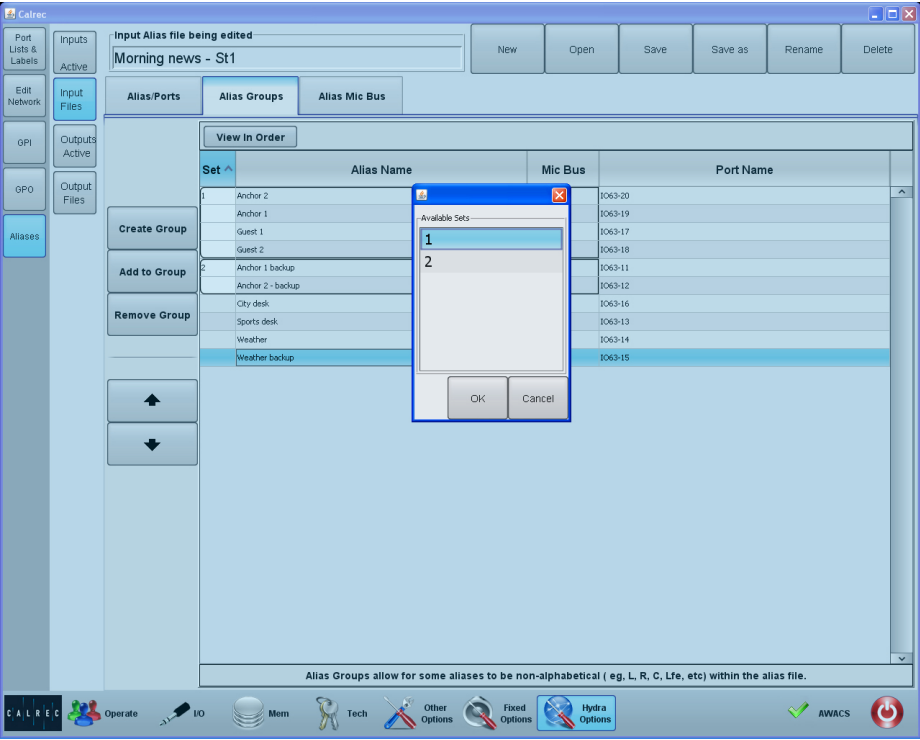 Calrec
Port
Lists &
Labels
Inputs
Active
Input Alias file being edited
Morning news - St1
New
Open
Save
Save as
Rename
Delete
Edit
Network
Input
Files
Alias/Ports
Alias Groups
Alias Mic Bus
GPI
Outputs
Active
View In Order
GPO
Output
Files
Set
Alias Name
Mic Bus
Port Name
Aliases
Create Group
Add to Group
Remove Group
1
Anchor 2
IO63-20
Anchor 1
IO63-19
Guest 1
IO63-17
Guest 2
IO63-18
2
Anchor 1 backup
IO63-11
Anchor 2 - backup
IO63-12
City desk
IO63-16
Sports desk
IO63-13
Weather
IO63-14
Weather backup
IO63-15
Available Sets
1
2
OK
Cancel
Alias Groups allow for some aliases to be non-alphabetical ( eg, L, R, C, Lfe, etc) within the alias file.
CALREC
Operate
I/O
Mem
Tech
Other
Options
Fixed
Options
Hydra
Options
AWACS